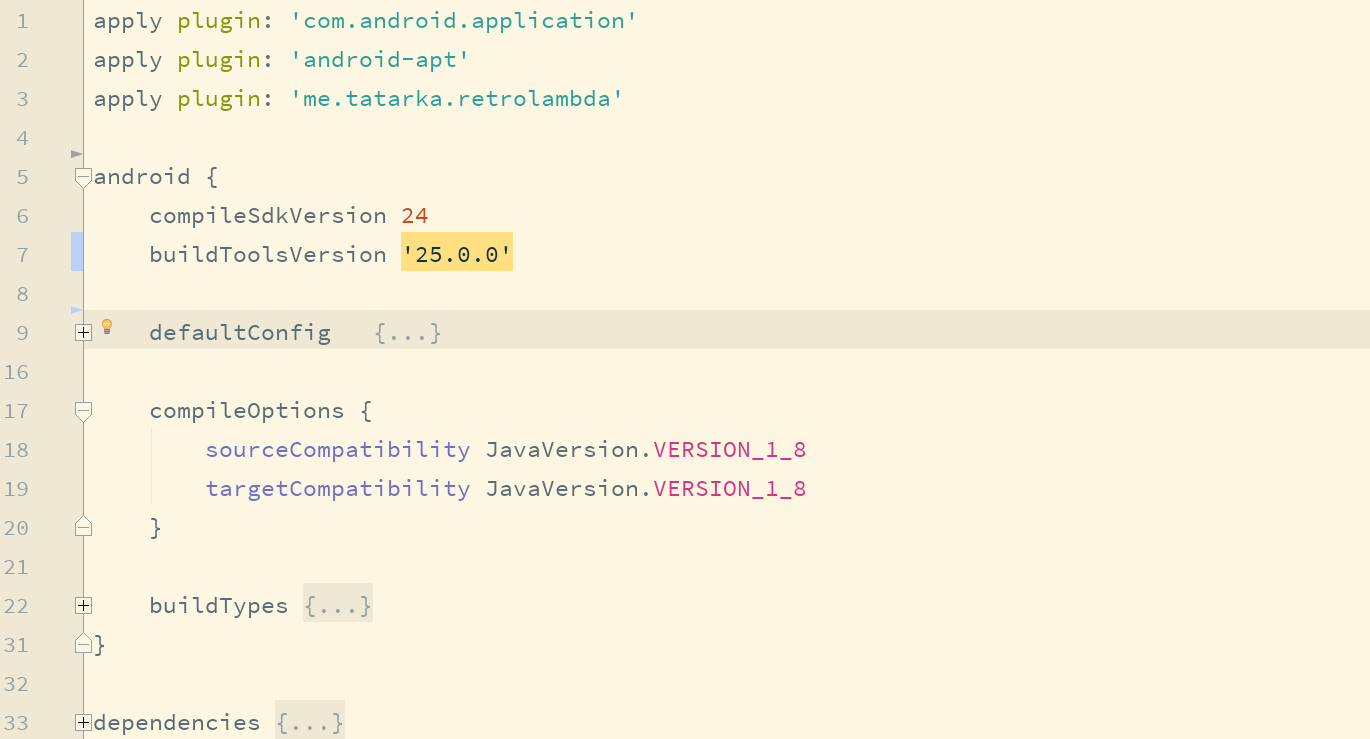 1 apply plugin: 'com.android.application'
2 apply plugin: 'android-apt'
3 apply plugin: 'me.tatarka.retrolambda'
4
5 android {
6     compileSdkVersion 24
7     buildToolsVersion '25.0.0'
8
9     defaultConfig   {...}
16
17     compileOptions {
18         sourceCompatibility JavaVersion.VERSION_1_8
19         targetCompatibility JavaVersion.VERSION_1_8
20     }
21
22     buildTypes {...}
31 }
32
33 dependencies {...}